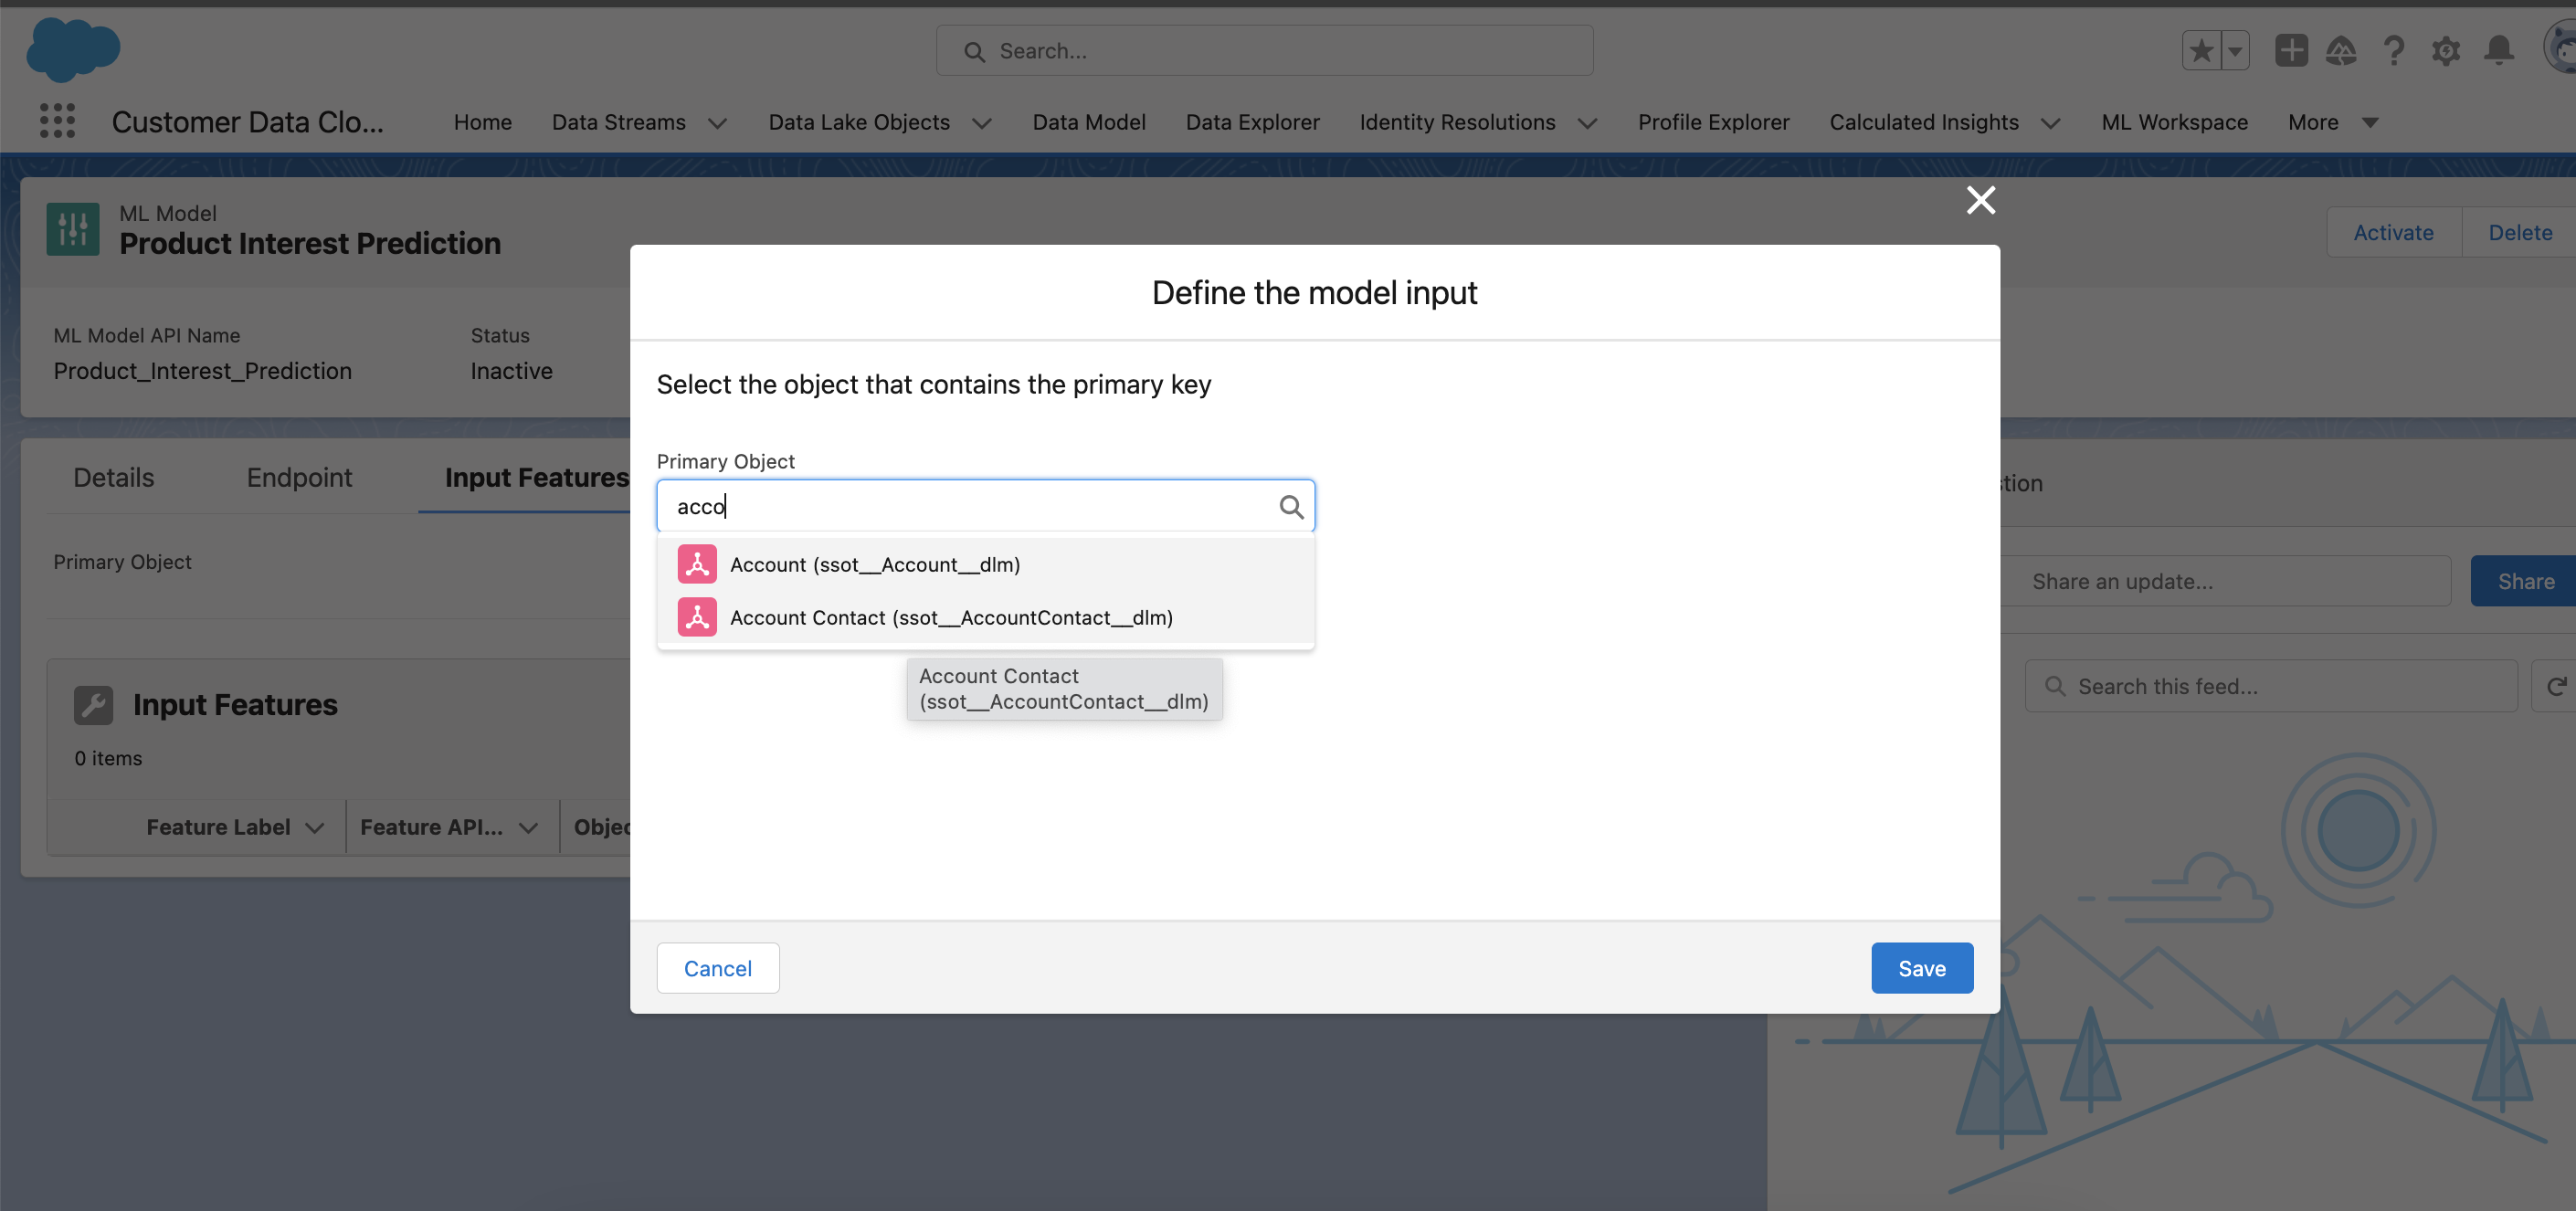 Search...
Customer Data Clo...
Home
Data Streams
Data Lake Objects
Data Model
Data Explorer
Identity Resolutions
Profile Explorer
Calculated Insights
ML Workspace
More
ML Model
Product Interest Prediction
Activate
Delete
ML Model API Name
Product_Interest_Prediction
Status
Inactive
Details
Endpoint
Input Features
Primary Object
Input Features
0 items
Feature Label
Feature API...
Define the model input
Select the object that contains the primary key
Primary Object
acco
Account (ssot__Account__dlm)
Account Contact (ssot__AccountContact__dlm)
Account Contact
(ssot__AccountContact__dlm)
Cancel
Save
Share an update...
Share
Search this feed...